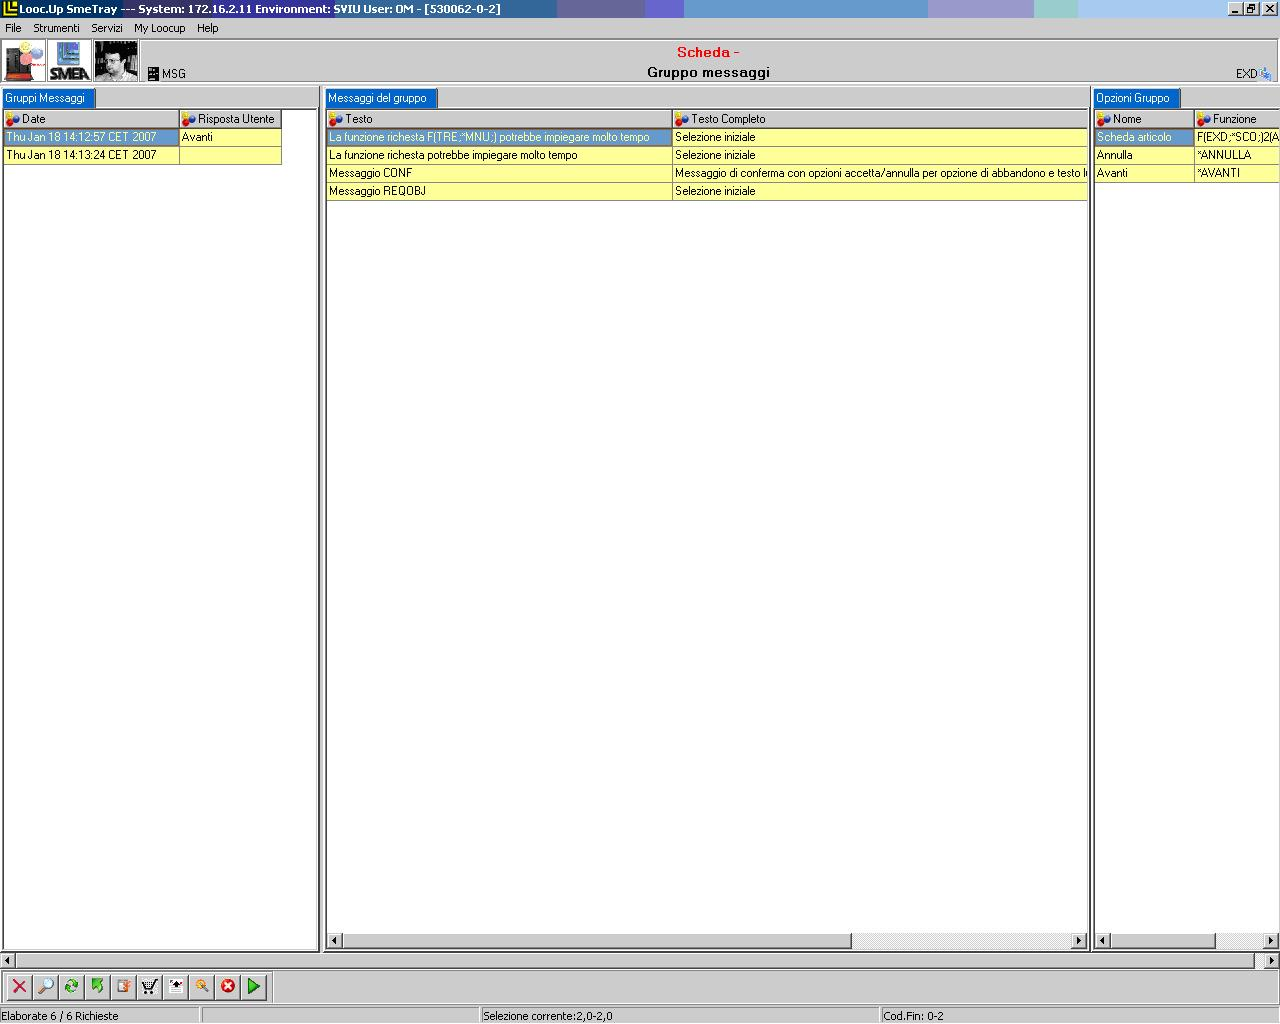 Looc.Up SmeTray --- System: 172.16.2.11 Environment: SVIU User: OM - [530062-0-2]
File Strumenti Servizi My Loocup Help
SMEA
MSG
Scheda -
Gruppo messaggi
EXD
Gruppi Messaggi
Date Risposta Utente
Thu Jan 18 14:12:57 CET 2007 Avanti
Thu Jan 18 14:13:24 CET 2007
Messaggi del gruppo
Testo Testo Completo
La funzione richesta F(TRE;*MNU;) potrebbe impiegare molto tempo Selezione iniziale
La funzione richesta potrebbe impiegare molto tempo Selezione iniziale
Messaggio CONF Messaggio di conferma con opzioni accetta/annulla per opzione di abbandono e testo l
Messaggio REQOBJ Selezione iniziale
Opzioni Gruppo
Nome Funzione
Scheda articolo F(EXD;*SCO;)2(A
Annulla *ANNULLA
Avanti *AVANTI
Elaborate 6 / 6 Richieste
Selezione corrente:2,0-2,0
Cod.Fin: 0-2